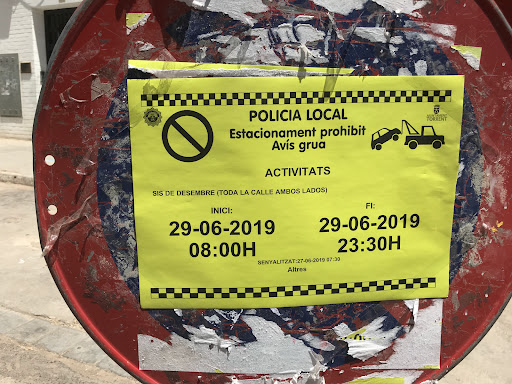 TORRENT
POLICIA LOCAL
Estacionament prohibit
Avís grua
ACTIVITATS
SIS DE DESEMBRE (TODA LA CALLE AMBOS LADOS)
INICI:
29-06-2019
08:00H
FI:
29-06-2019
23:30H
SENYALITZAT:27-06-2019 07:30
Altres